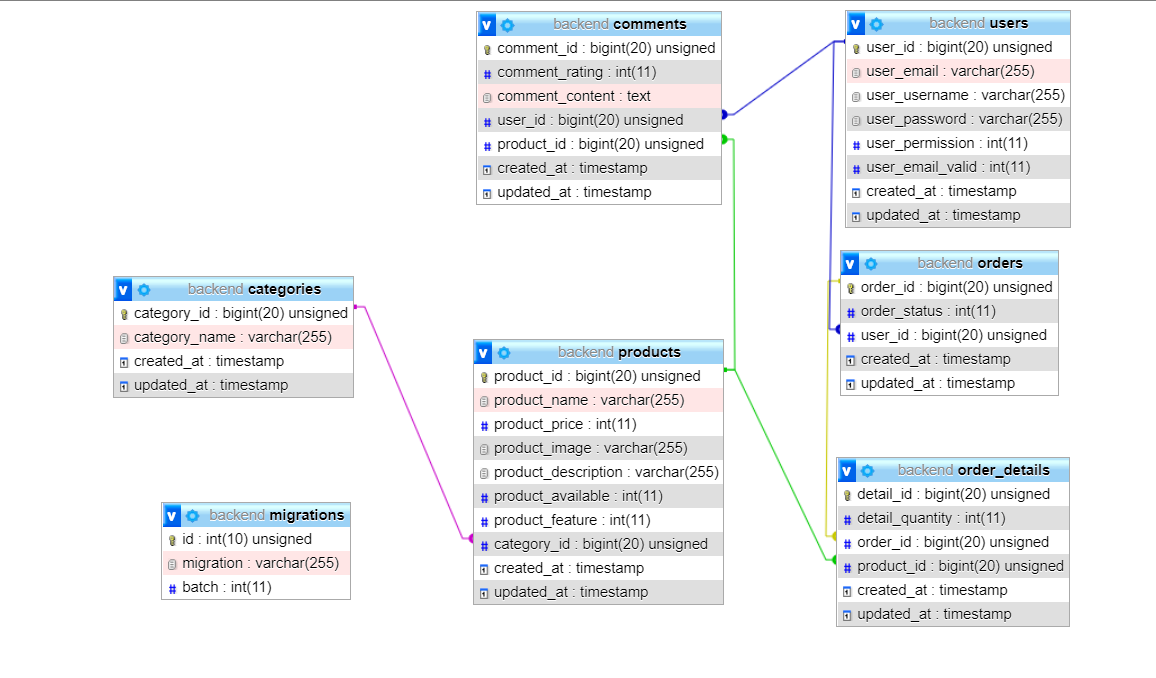 backend comments
comment_id : bigint(20) unsigned
comment_rating : int(11)
comment_content : text
user_id : bigint(20) unsigned
product_id : bigint(20) unsigned
created_at : timestamp
updated_at : timestamp
backend users
user_id : bigint(20) unsigned
user_email : varchar(255)
user_username : varchar(255)
user_password : varchar(255)
user_permission : int(11)
user_email_valid : int(11)
created_at : timestamp
updated_at : timestamp
backend categories
category_id : bigint(20) unsigned
category_name : varchar(255)
created_at : timestamp
updated_at : timestamp
backend products
product_id : bigint(20) unsigned
product_name : varchar(255)
product_price : int(11)
product_image : varchar(255)
product_description : varchar(255)
product_available : int(11)
product_feature : int(11)
category_id : bigint(20) unsigned
created_at : timestamp
updated_at : timestamp
backend orders
order_id : bigint(20) unsigned
order_status : int(11)
user_id : bigint(20) unsigned
created_at : timestamp
updated_at : timestamp
backend migrations
id : int(10) unsigned
migration : varchar(255)
batch : int(11)
backend order_details
detail_id : bigint(20) unsigned
detail_quantity : int(11)
order_id : bigint(20) unsigned
product_id : bigint(20) unsigned
created_at : timestamp
updated_at : timestamp